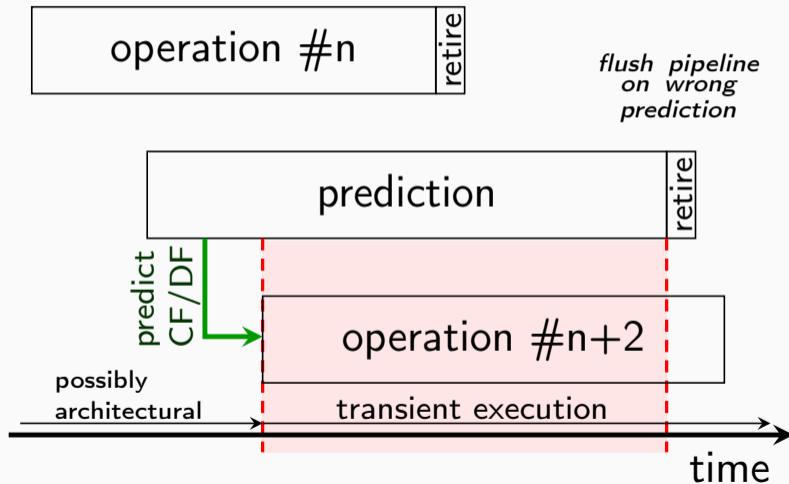 operation #n
retire
flush pipeline
on wrong
prediction
prediction
retire
predict
CF/DF
operation #n+2
possibly
architectural
transient execution
time